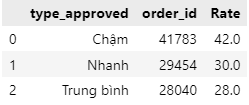 type_approved order_id Rate
0 Chậm 41783 42.0
1 Nhanh 29454 30.0
2 Trung bình 28040 28.0